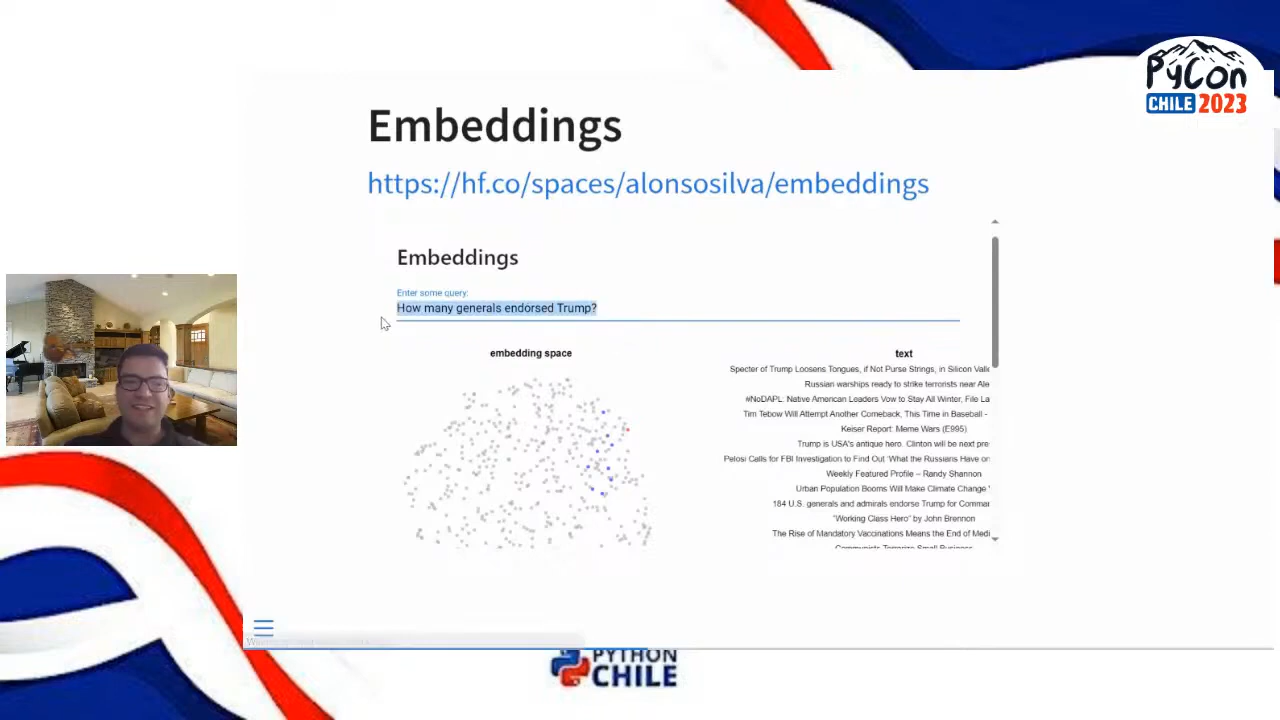 PyCon
CHILE 2023
Embeddings
https://hf.co/spaces/alonsosilva/embeddings
Embeddings
Enter some query:
How many generals endorsed Trump?
embedding space
text
Specter of Trump Loosens Tongues, if Not Purse Strings, in Silicon Valle
Russian warships ready to strike terrorists near Ale
#NoDAPL: Native American Leaders Vow to Stay All Winter, File La
Tim Tebow Will Attempt Another Comeback, This Time in Baseball -
Keiser Report: Meme Wars (E995)
Trump is USA's antique hero. Clinton will be next pre
Pelosi Calls for FBI Investigation to Find Out 'What the Russians Have on
Weekly Featured Profile – Randy Shannon
Urban Population Booms Will Make Climate Change
184 U.S. generals and admirals endorse Trump for Comman
"Working Class Hero" by John Brennon
The Rise of Mandatory Vaccinations Means the End of Medi
Communists Terrorize Small Business
PYTHON
CHILE